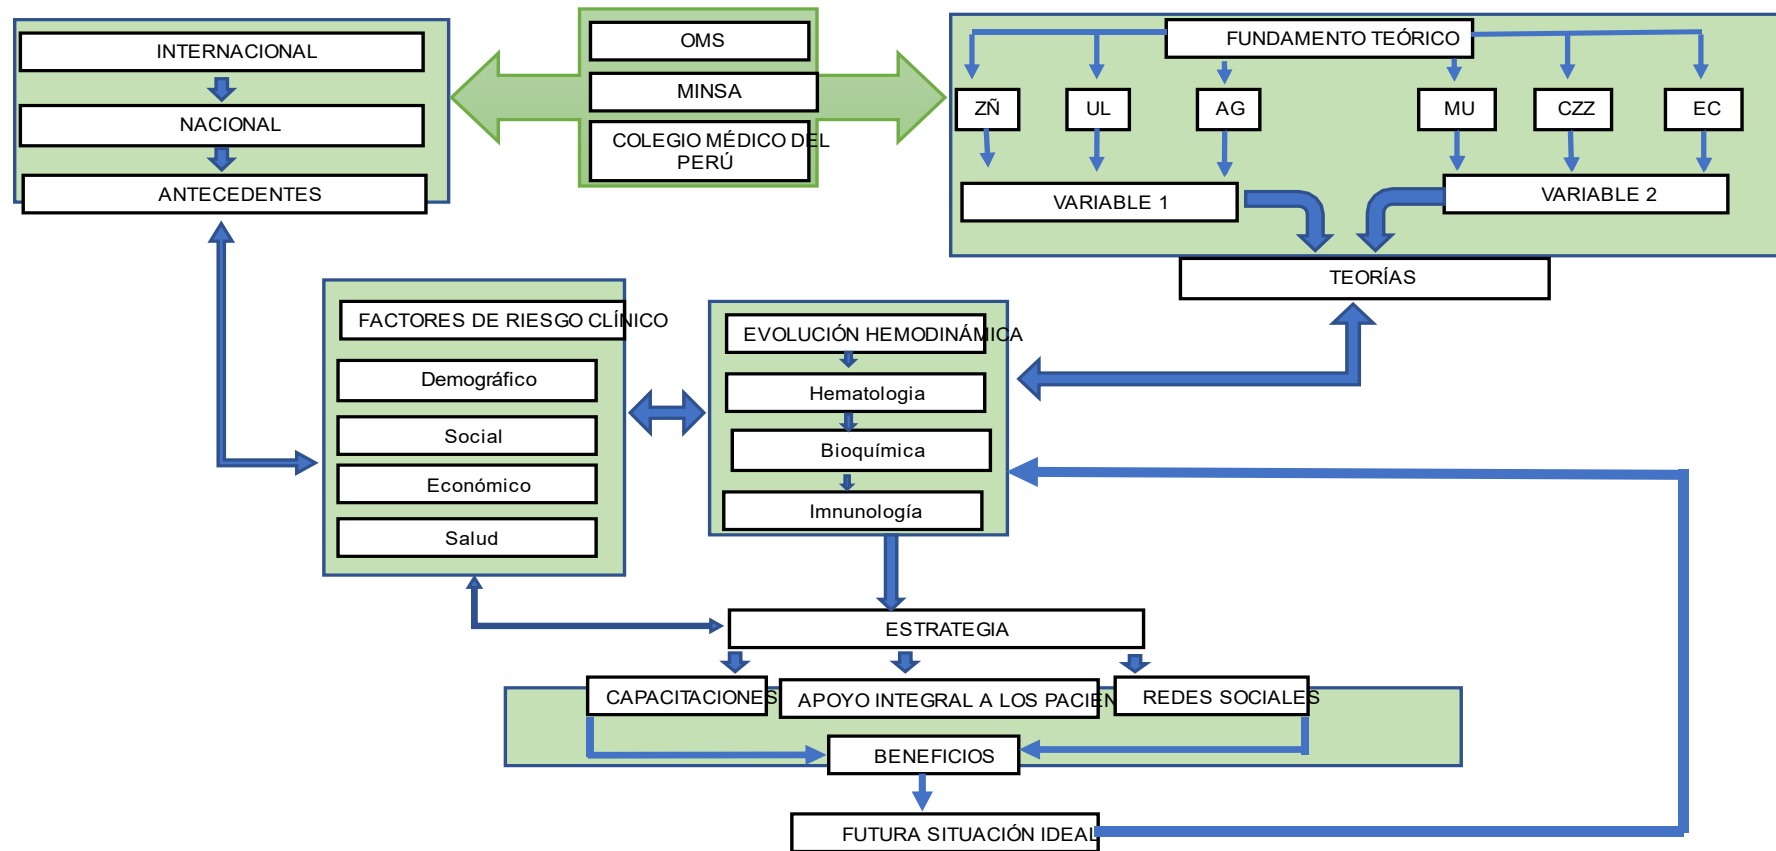 INTERNACIONAL
NACIONAL
ANTECEDENTES
OMS
MINSA
COLEGIO MÉDICO DEL
PERÚ
FUNDAMENTO TEÓRICO
ZÑ
UL
AG
MU
CZZ
EC
VARIABLE 1
VARIABLE 2
TEORÍAS
FACTORES DE RIESGO CLÍNICO
Demográfico
Social
Económico
Salud
EVOLUCIÓN HEMODINÁMICA
Hematologia
Bioquímica
Imnunología
ESTRATEGIA
CAPACITACIONES
APOYO INTEGRAL A LOS PACIEN
REDES SOCIALES
BENEFICIOS
FUTURA SITUACIÓN IDEAL